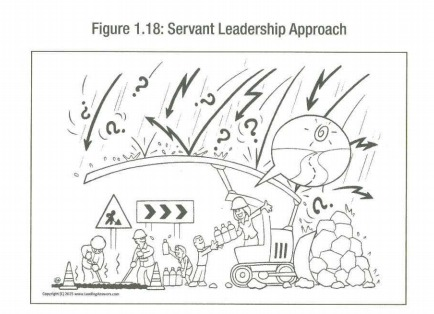 Figure 1.18: Servant Leadership Approach
? ? ? ? ? ?
?
Copyright (C) 2015 www.LeadingAnswers.com